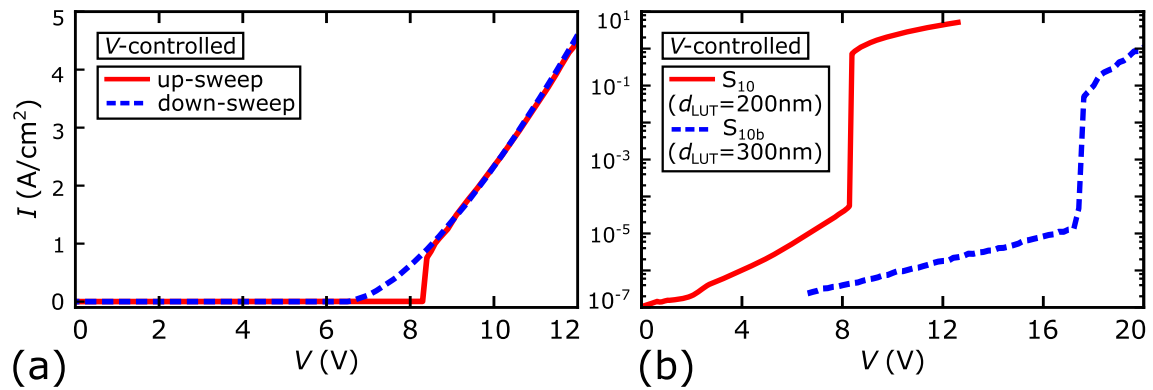 V-controlled
up-sweep
down-sweep
5
4
3
2
1
0
I (A/cm²)
0 2 4 6 8 10 12
V (V)
(a)
V-controlled
S₁₀
(d_LUT=200nm)
S₁₀b
(d_LUT=300nm)
10¹
10⁻¹
10⁻³
10⁻⁵
10⁻⁷
0 4 8 12 16 20
V (V)
(b)